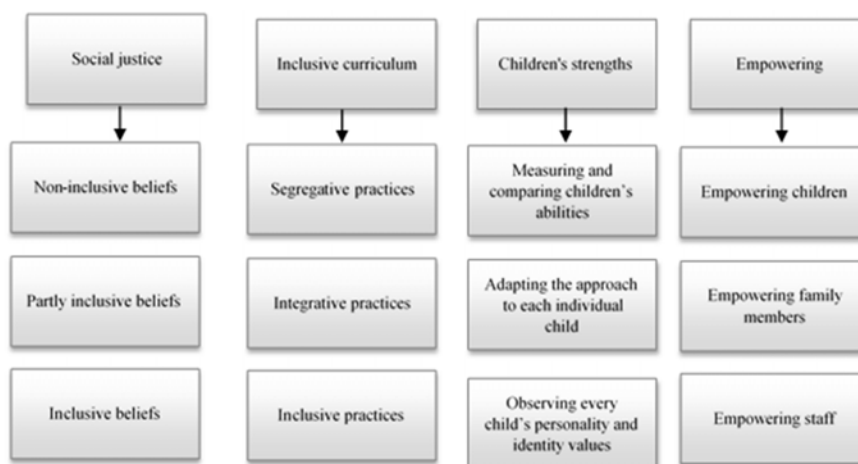 Social justice
Inclusive curriculum
Children's strengths
Empowering
Non-inclusive beliefs
Segregative practices
Measuring and
comparing children`s
abilities
Empowering children
Partly inclusive beliefs
Integrative practices
Adapting the approach
to each individual
child
Empowering family
members
Inclusive beliefs
Inclusive practices
Observing every
child`s personality and
identity values
Empowering staff